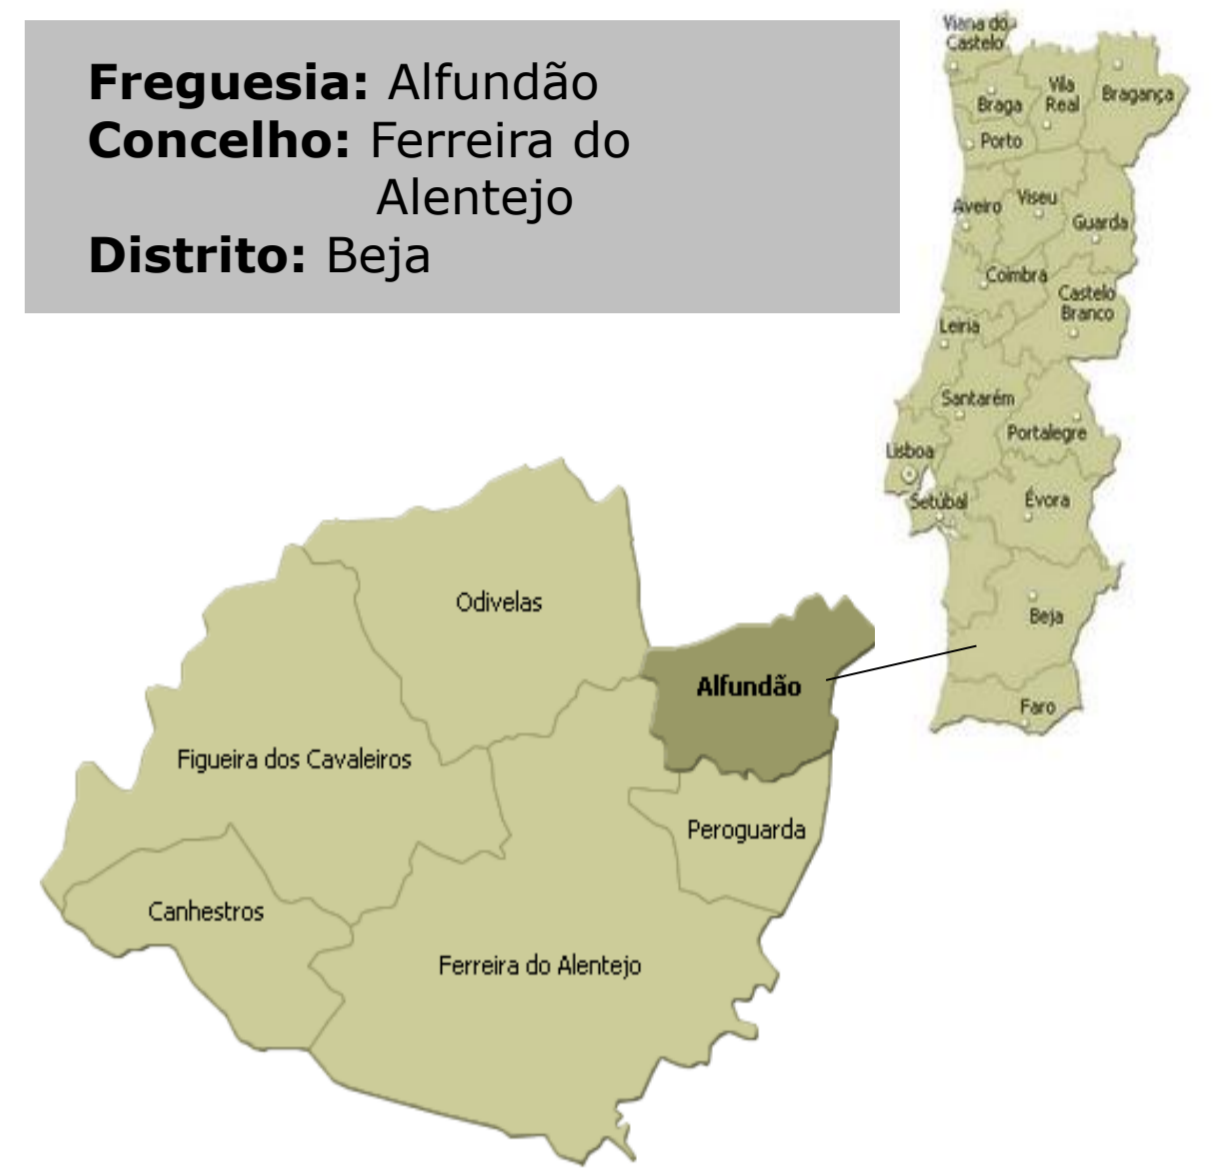 Freguesia: Alfundão
Concelho: Ferreira do
Alentejo
Distrito: Beja
Viana do
Castelo
Braga
Vila
Real
Bragança
Porto
Aveiro
Viseu
Guarda
Coimbra
Castelo
Branco
Leiria
Santarém
Portalegre
Lisboa
Setúbal
Évora
Beja
Faro
Odivelas
Alfundão
Figueira dos Cavaleiros
Peroguarda
Canhestros
Ferreira do Alentejo